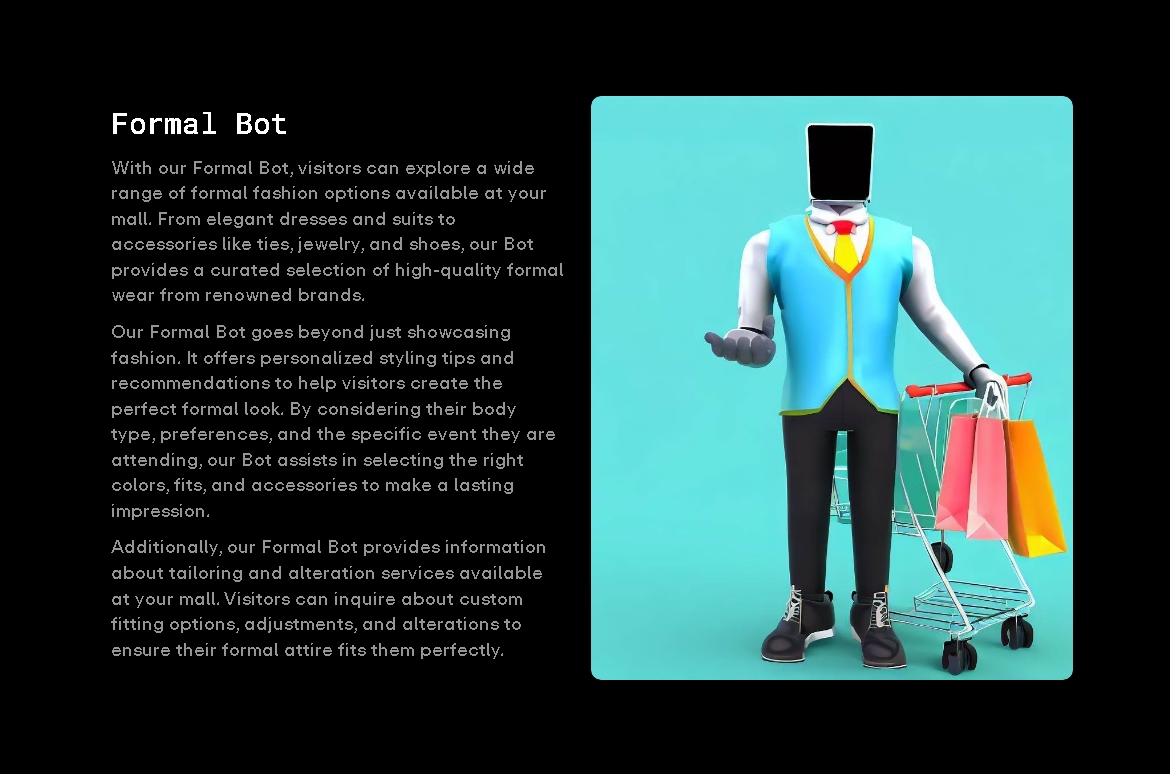 Formal Bot
With our Formal Bot, visitors can explore a wide
range of formal fashion options available at your
mall. From elegant dresses and suits to
accessories like ties, jewelry, and shoes, our Bot
provides a curated selection of high-quality formal
wear from renowned brands.
Our Formal Bot goes beyond just showcasing
fashion. It offers personalized styling tips and
recommendations to help visitors create the
perfect formal look. By considering their body
type, preferences, and the specific event they are
attending, our Bot assists in selecting the right
colors, fits, and accessories to make a lasting
impression.
Additionally, our Formal Bot provides information
about tailoring and alteration services available
at your mall. Visitors can inquire about custom
fitting options, adjustments, and alterations to
ensure their formal attire fits them perfectly.